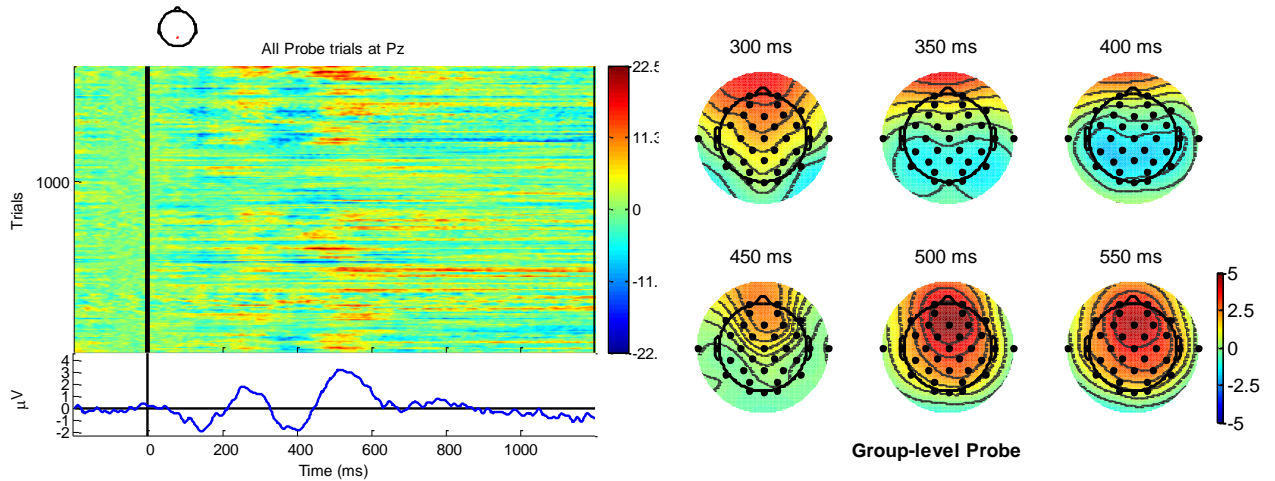 All Probe trials at Pz
22.5
11.3
0
-11.
-22.
1000
Trials
4
3
2
1
0
-1
-2
µV
0
200
400
600
800
1000
Time (ms)
300 ms
350 ms
400 ms
450 ms
500 ms
550 ms
5
2.5
0
-2.5
-5
Group-level Probe